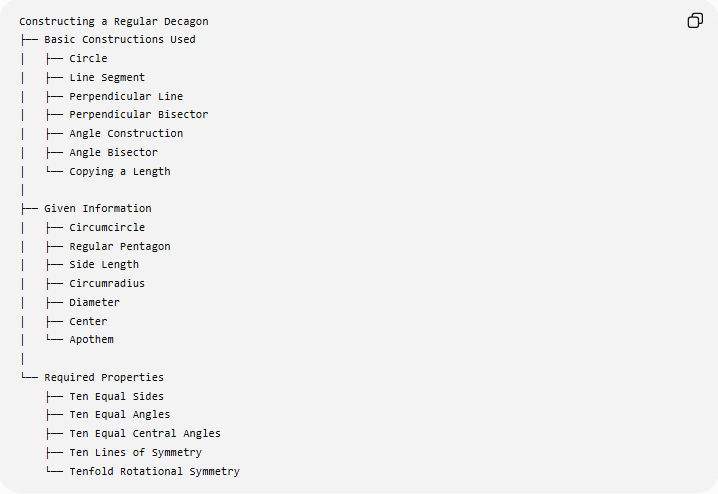 Constructing a Regular Decagon
├── Basic Constructions Used
│   ├── Circle
│   ├── Line Segment
│   ├── Perpendicular Line
│   ├── Perpendicular Bisector
│   ├── Angle Construction
│   ├── Angle Bisector
│   └── Copying a Length
│
├── Given Information
│   ├── Circumcircle
│   ├── Regular Pentagon
│   ├── Side Length
│   ├── Circumradius
│   ├── Diameter
│   ├── Center
│   └── Apothem
│
└── Required Properties
    ├── Ten Equal Sides
    ├── Ten Equal Angles
    ├── Ten Equal Central Angles
    ├── Ten Lines of Symmetry
    └── Tenfold Rotational Symmetry